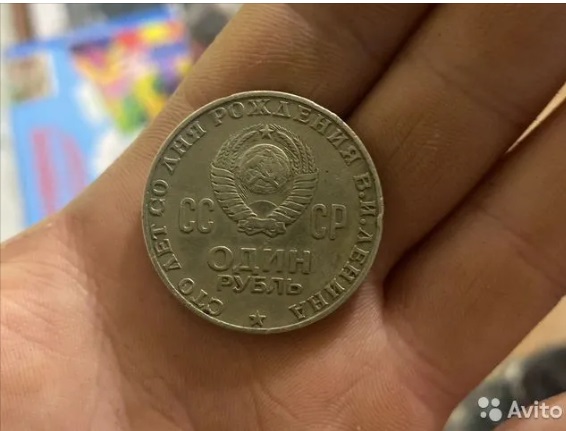 СТО ЛЕТ СО ДНЯ РОЖДЕНИЯ В.И.ЛЕНИНА
СС СР
ОДИН
РУБЛЬ
Avito